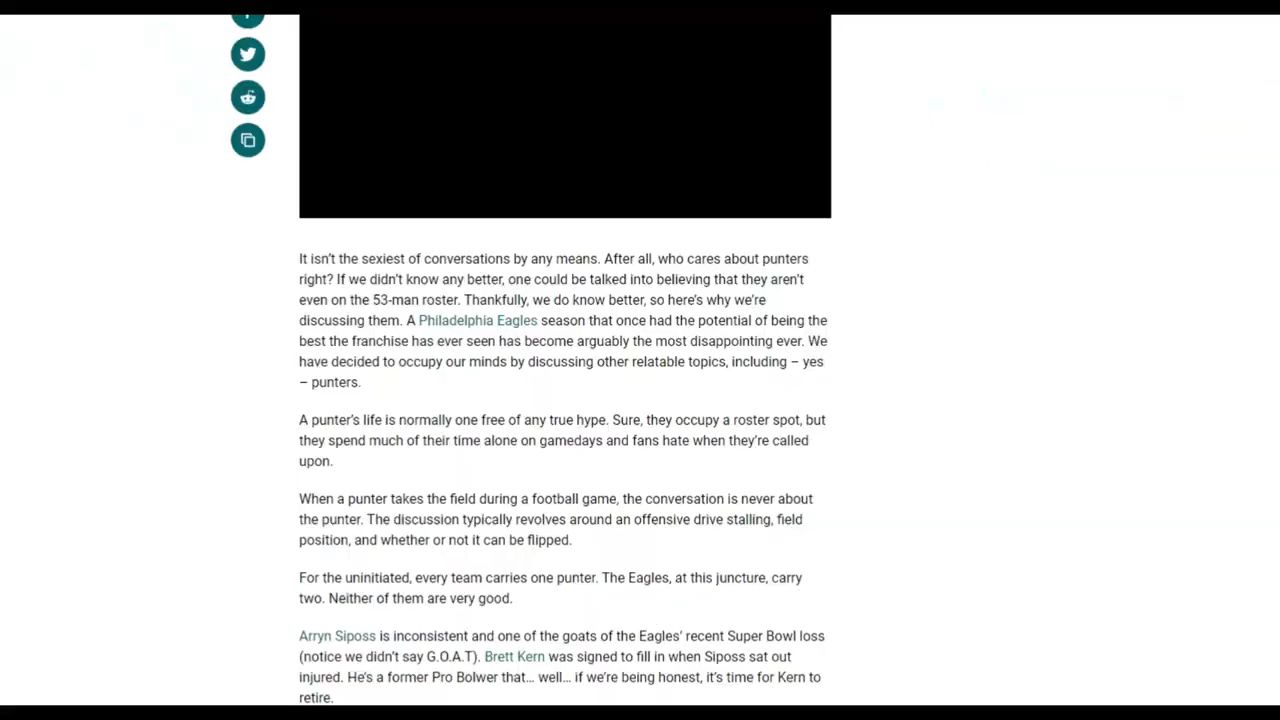 It isn't the sexiest of conversations by any means. After all, who cares about punters
right? If we didn't know any better, one could be talked into believing that they aren't
even on the 53-man roster. Thankfully, we do know better, so here's why we're
discussing them. A Philadelphia Eagles season that once had the potential of being the
best the franchise has ever seen has become arguably the most disappointing ever. We
have decided to occupy our minds by discussing other relatable topics, including – yes
– punters.
A punter's life is normally one free of any true hype. Sure, they occupy a roster spot, but
they spend much of their time alone on gamedays and fans hate when they're called
upon.
When a punter takes the field during a football game, the conversation is never about
the punter. The discussion typically revolves around an offensive drive stalling, field
position, and whether or not it can be flipped.
For the uninitiated, every team carries one punter. The Eagles, at this juncture, carry
two. Neither of them are very good.
Arryn Siposs is inconsistent and one of the goats of the Eagles' recent Super Bowl loss
(notice we didn't say G.O.A.T). Brett Kern was signed to fill in when Siposs sat out
injured. He's a former Pro Bolwer that... well... if we're being honest, it's time for Kern to
retire.